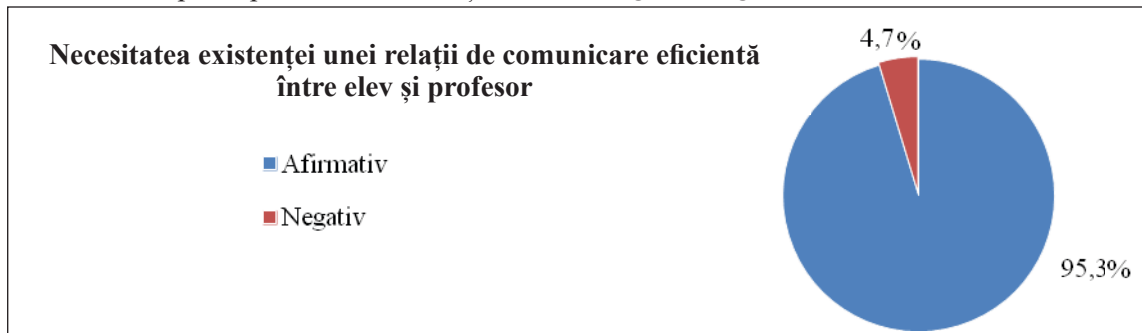 Necesitatea existenței unei relații de comunicare eficientă
între elev și profesor
Afirmativ
Negativ
4,7%
95,3%